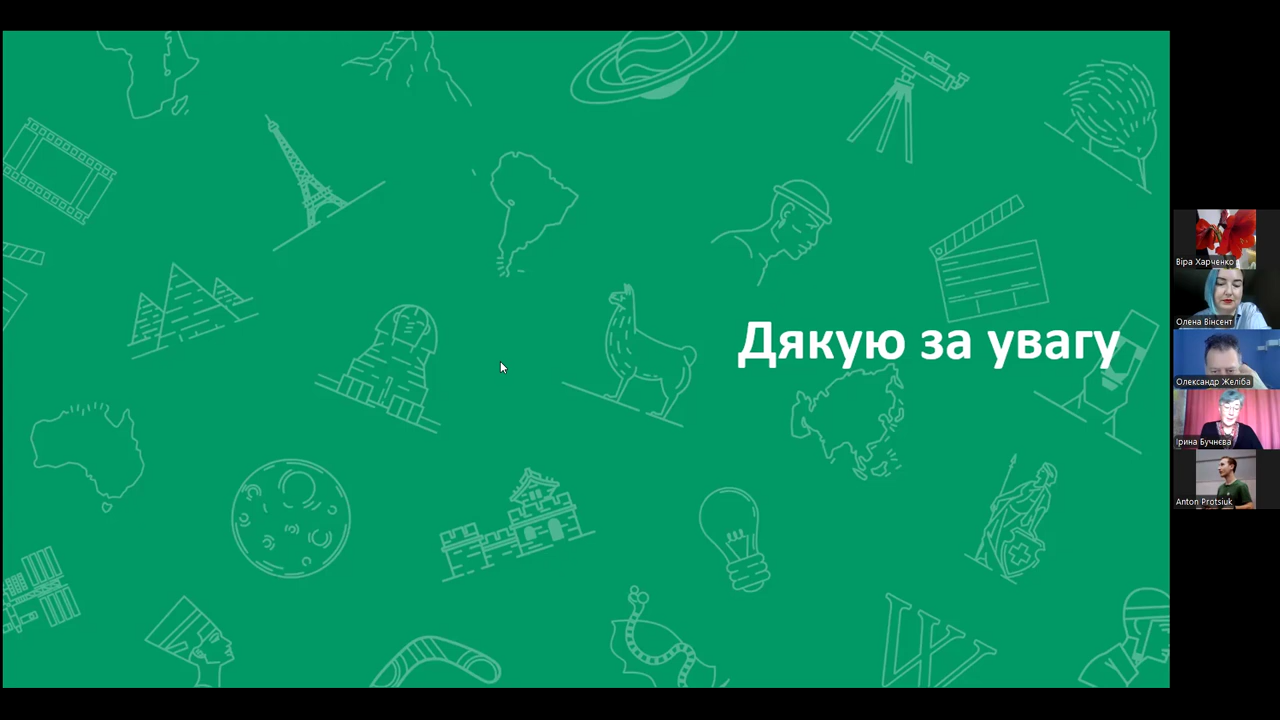 Дякую за увагу
Віра Харченко
Олена Вінсент
Олександр Желіба
Ірина Бучнєва
Anton Protsiuk